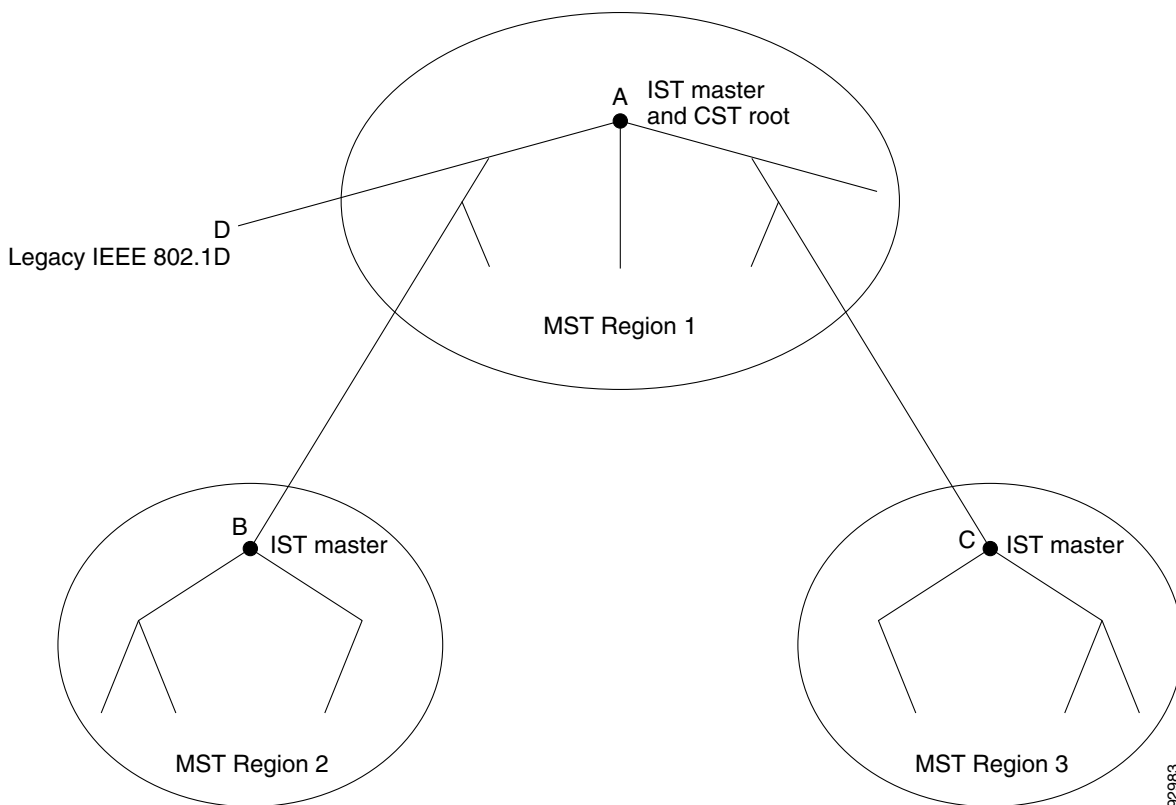 A
IST master
and CST root
D
Legacy IEEE 802.1D
MST Region 1
B
IST master
C
IST master
MST Region 2
MST Region 3